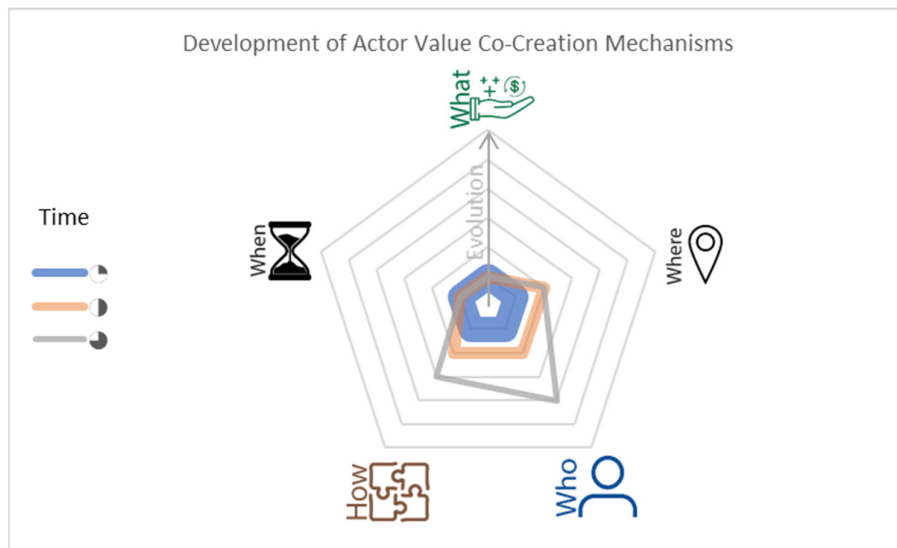 Development of Actor Value Co-Creation Mechanisms
What
++
+
$
Evolution
Time
When
Where
How
Who